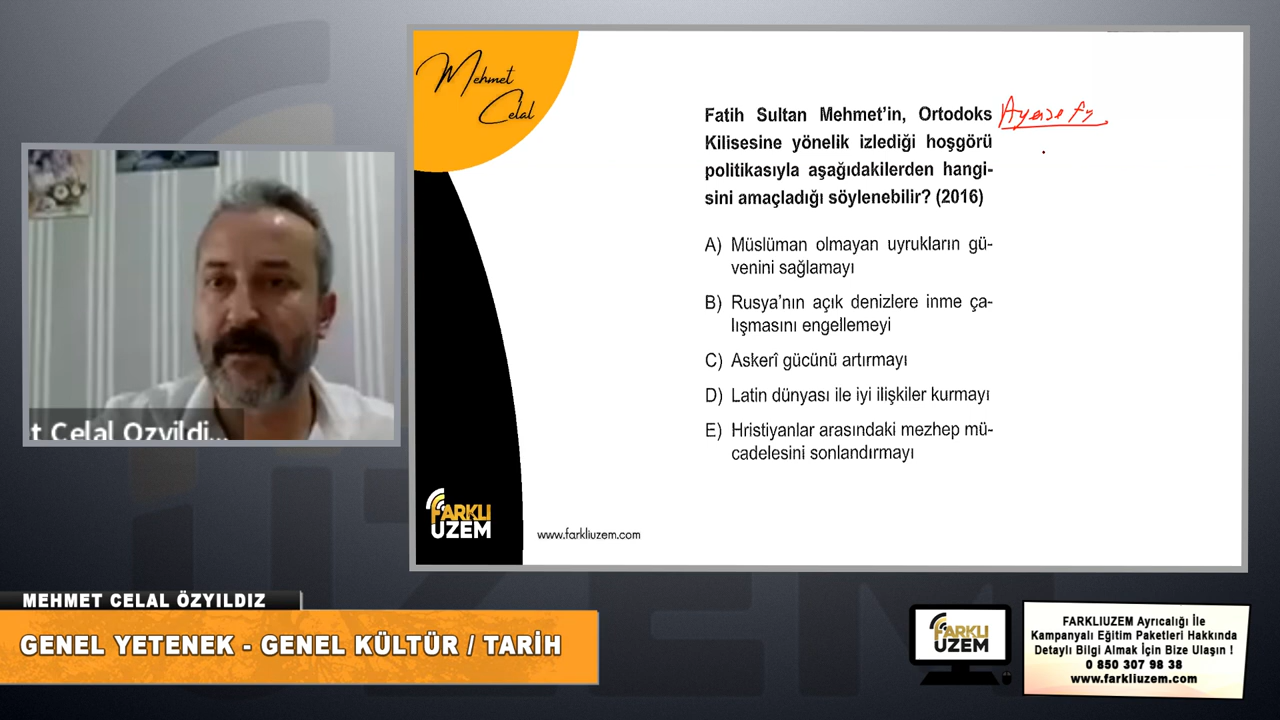 Mehmet
Celal
Fatih Sultan Mehmet'in, Ortodoks
Kilisesine yönelik izlediği hoşgörü
politikasıyla aşağıdakilerden hangi-
sini amaçladığı söylenebilir? (2016)
A) Müslüman olmayan uyrukların gü-
venini sağlamayı
B) Rusya'nın açık denizlere inme ça-
lışmasını engellemeyi
C) Askerî gücünü artırmayı
D) Latin dünyası ile iyi ilişkiler kurmayı
E) Hristiyanlar arasındaki mezhep mü-
cadelesini sonlandırmayı
t Celal Ozyildi...
FARKLI
UZEM
www.farkliuzem.com
MEHMET CELAL ÖZYILDIZ
GENEL YETENEK - GENEL KÜLTÜR / TARİH
FARKLI
UZEM
FARKLIUZEM Ayrıcalığı İle
Kampanyalı Eğitim Paketleri Hakkında
Detaylı Bilgi Almak İçin Bize Ulaşın !
0 850 307 98 38
www.farkliuzem.com